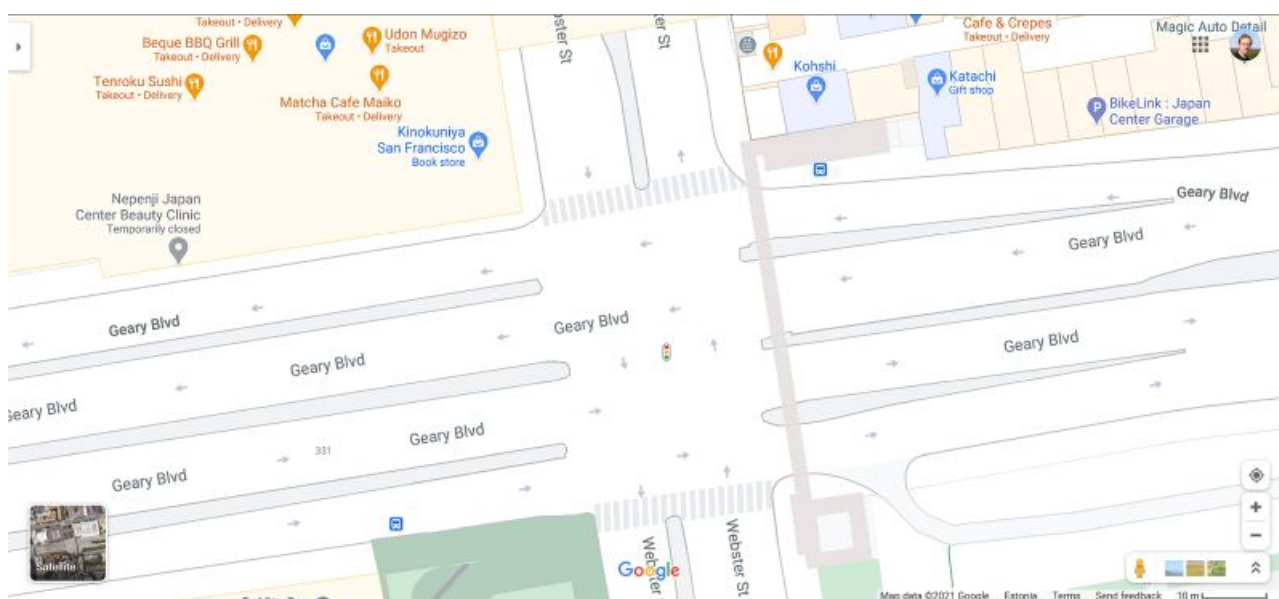 Takeout • Delivery
Beque BBQ Grill
Takeout • Delivery
Udon Mugizo
Takeout
Tenroku Sushi
Takeout • Delivery
Matcha Cafe Maiko
Takeout • Delivery
Kinokuniya
San Francisco
Book store
Nepenji Japan
Center Beauty Clinic
Temporarily closed
ster St
r St
Cafe & Crepes
Takeout • Delivery
Magic Auto Detail
Kohshi
Katachi
Gift shop
P
BikeLink : Japan
Center Garage
Geary Blvd
Geary Blvd
Geary Blvd
Geary Blvd
Geary Blvd
Geary Blvd
Geary Blvd
eary Blvd
Geary Blvd
331
Geary Blvd
Webster
Webster St
Satellite
Google
Map data ©2021 Google
Estonia
Terms
Send feedback
10 m